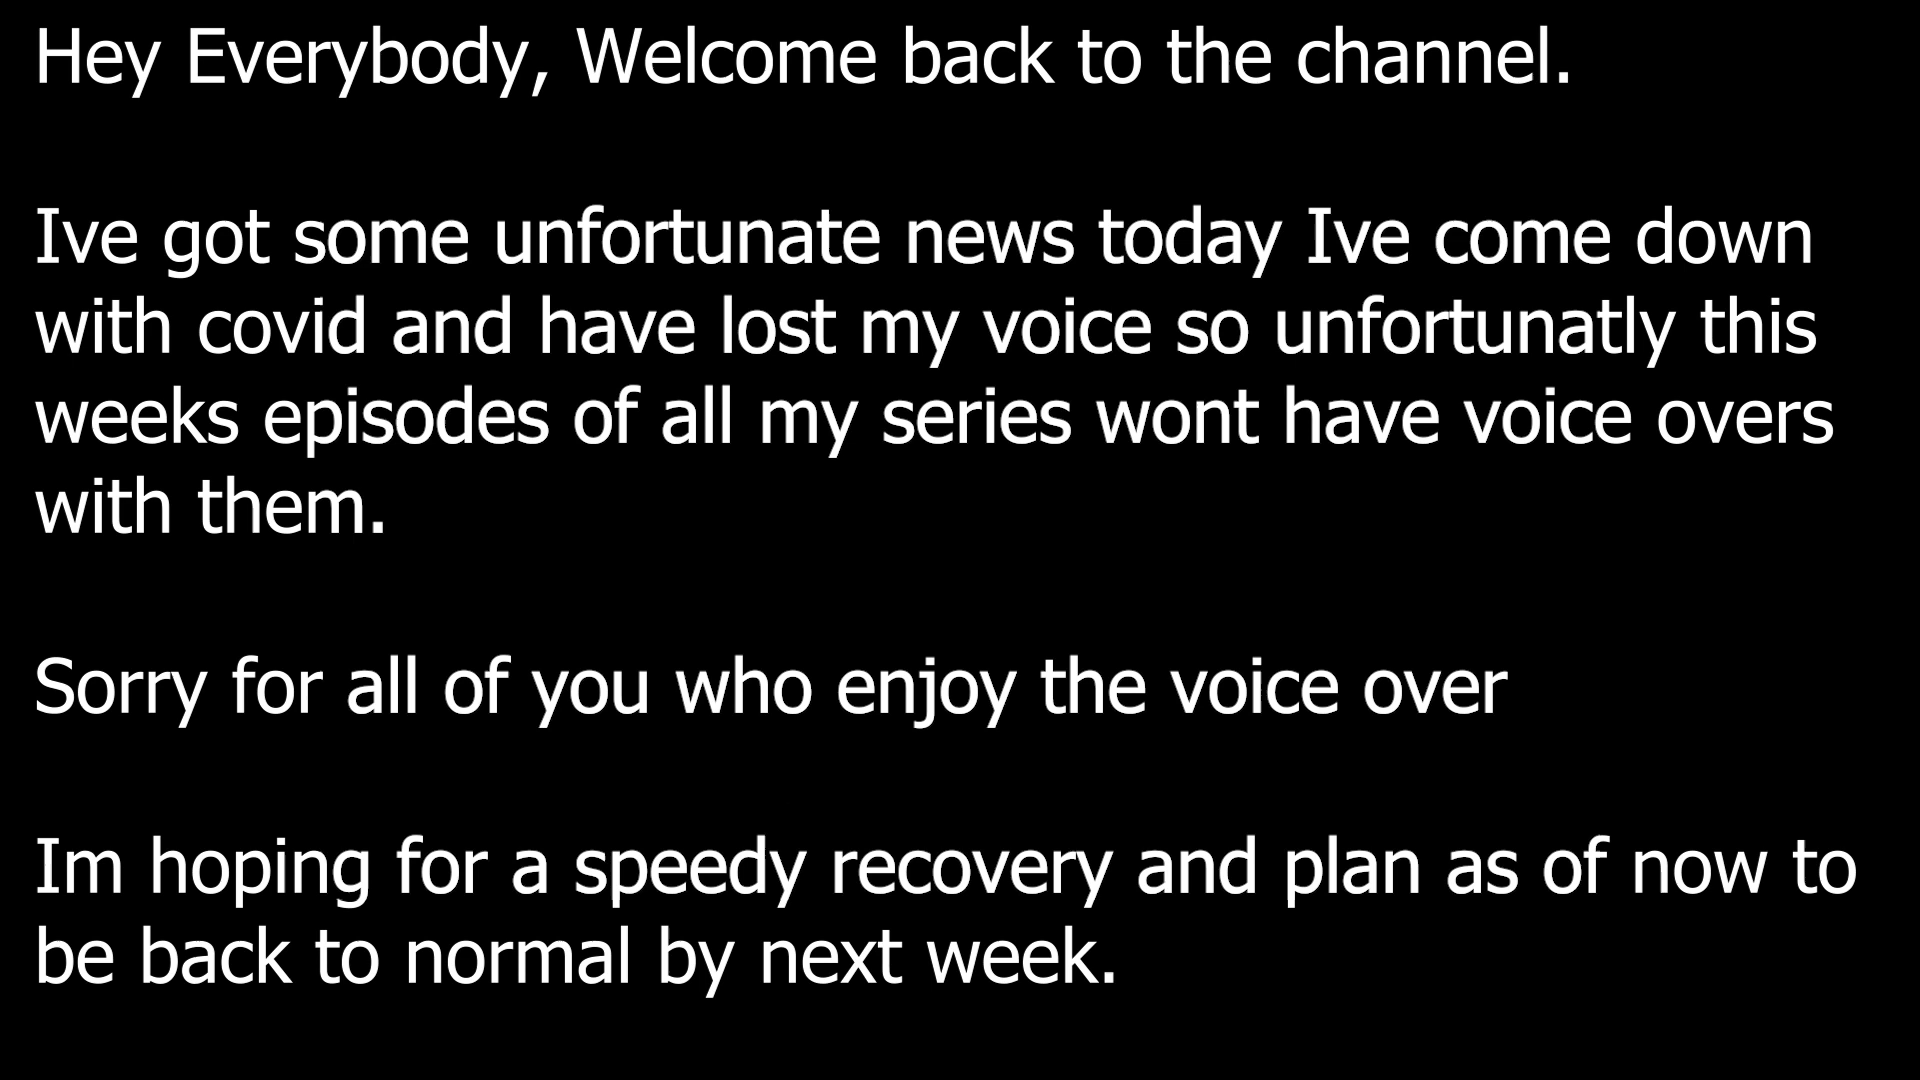 Hey Everybody, Welcome back to the channel.
Ive got some unfortunate news today Ive come down
with covid and have lost my voice so unfortunatly this
weeks episodes of all my series wont have voice overs
with them.
Sorry for all of you who enjoy the voice over
Im hoping for a speedy recovery and plan as of now to
be back to normal by next week.